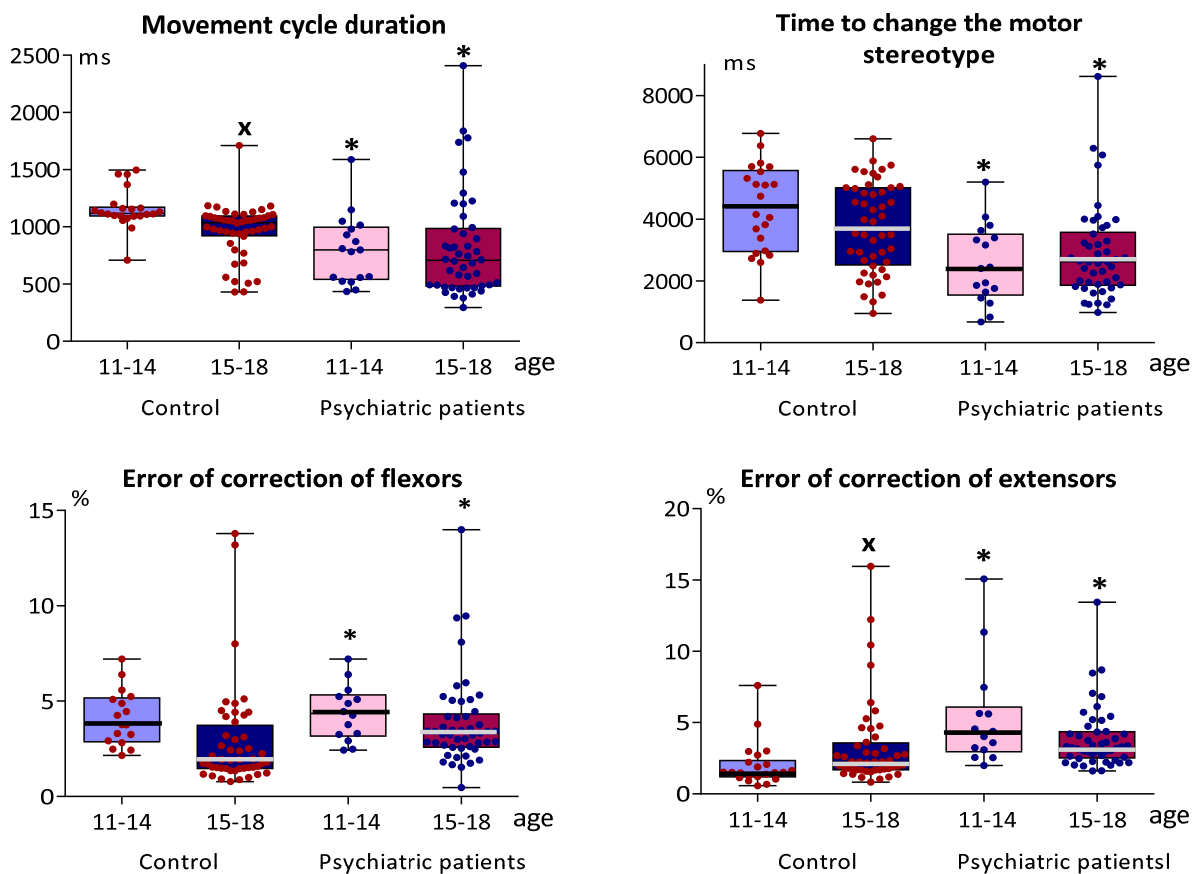 Movement cycle duration
ms
2500
2000
1500
1000
500
0
x
*
*
11-14 15-18 11-14 15-18 age
Control Psychiatric patients
Time to change the motor
stereotype
ms
8000
6000
4000
2000
0
*
*
11-14 15-18 11-14 15-18 age
Control Psychiatric patients
Error of correction of flexors
%
15
10
5
0
*
*
11-14 15-18 11-14 15-18 age
Control Psychiatric patients
Error of correction of extensors
%
20
15
10
5
0
x
*
*
11-14 15-18 11-14 15-18 age
Control Psychiatric patientsl